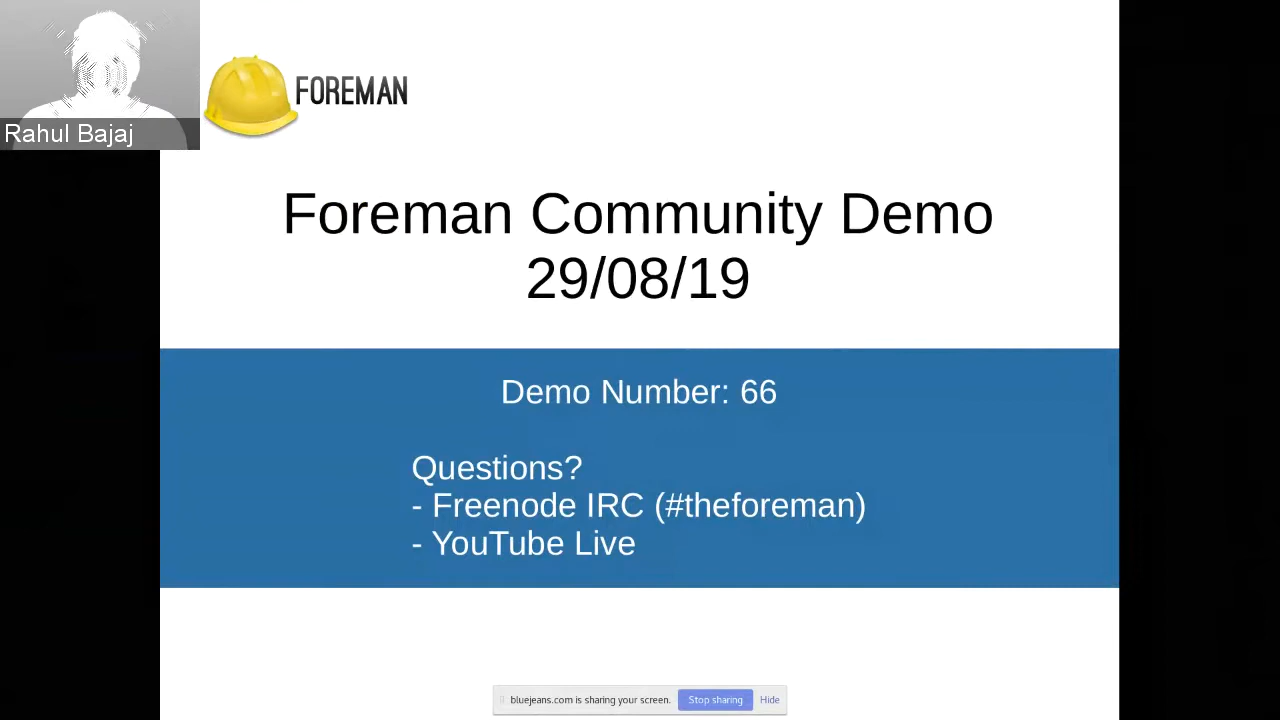 Rahul Bajaj
FOREMAN
Foreman Community Demo
29/08/19
Demo Number: 66
Questions?
- Freenode IRC (#theforeman)
- YouTube Live
bluejeans.com is sharing your screen. Stop sharing Hide